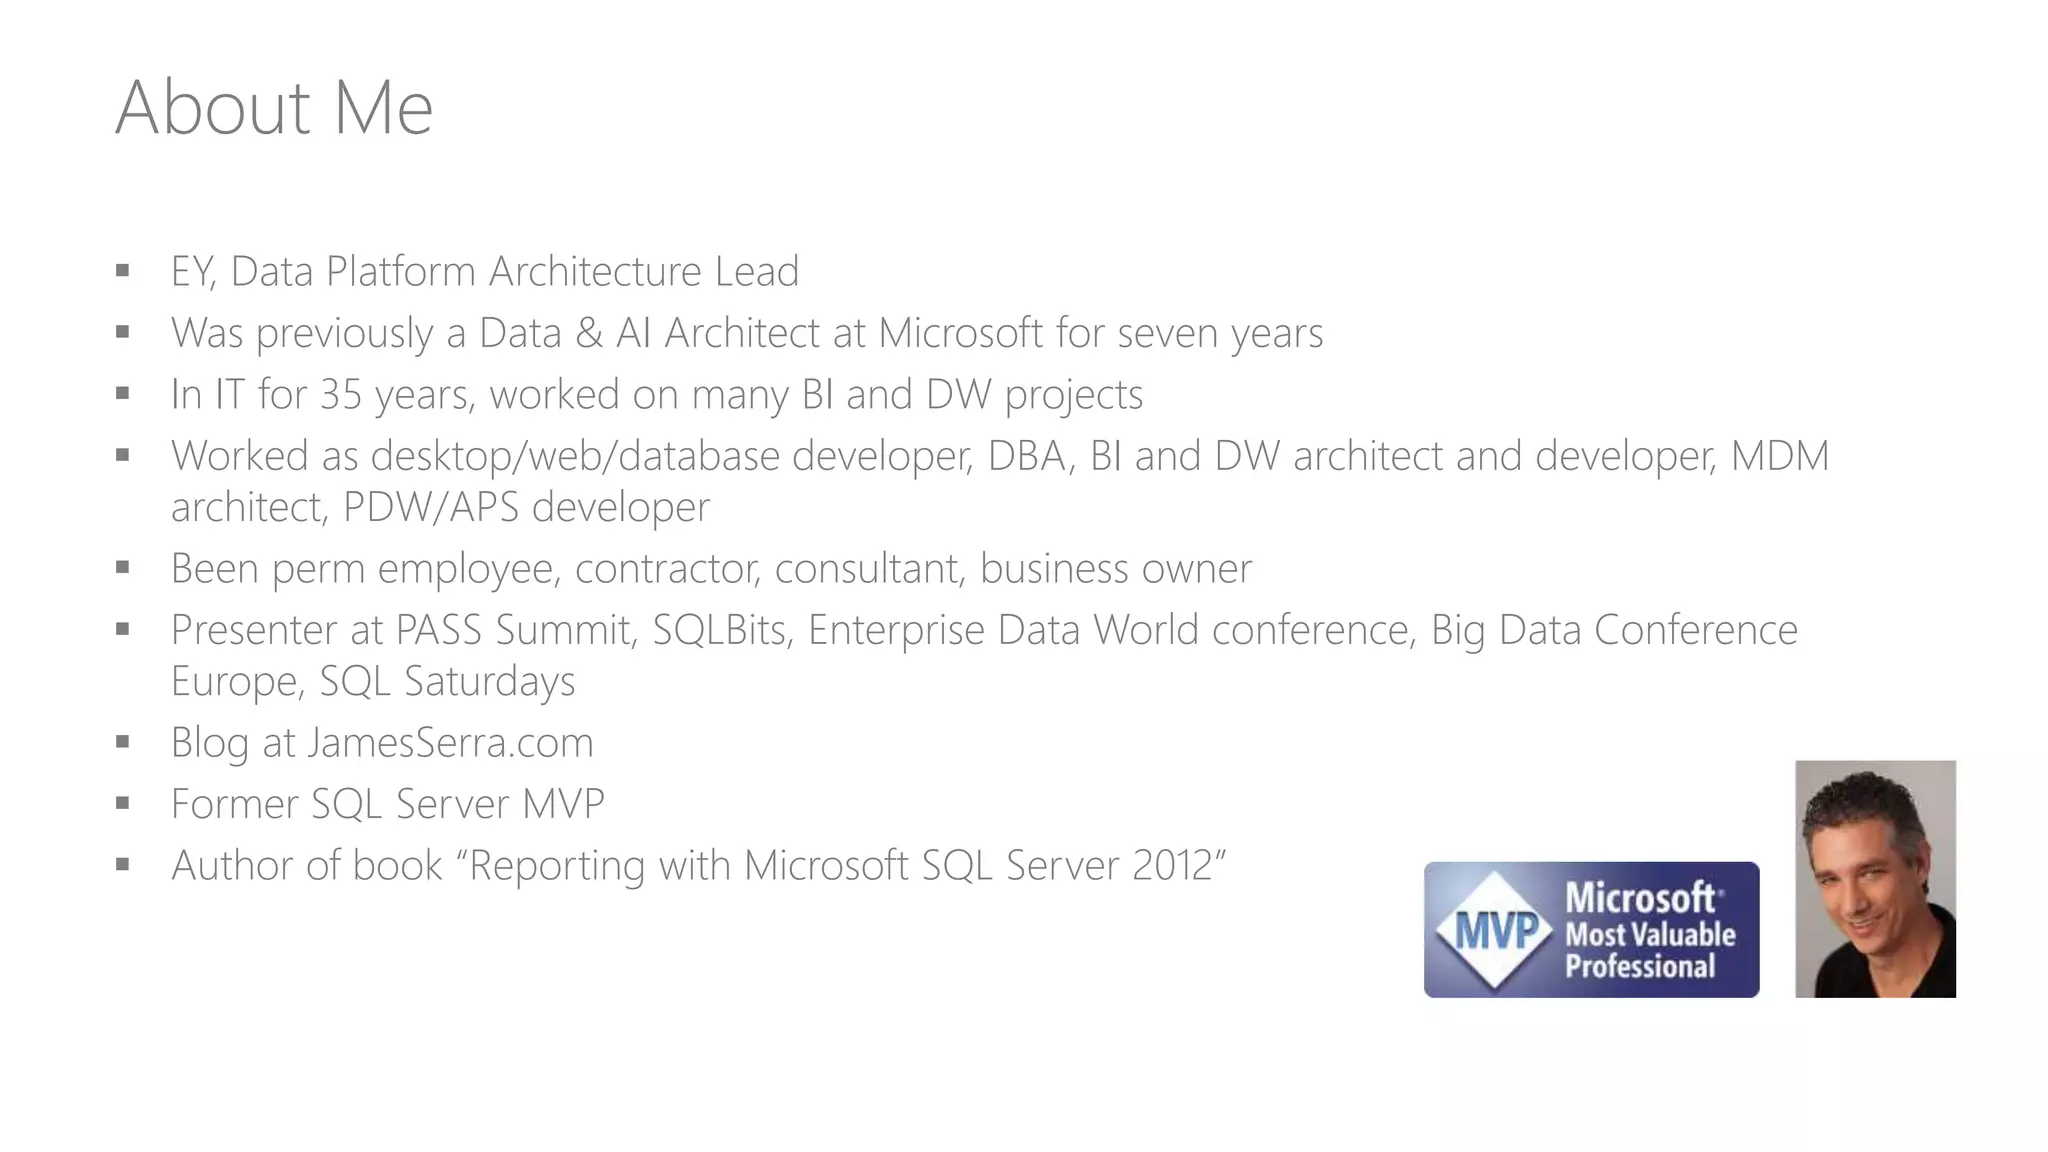 About Me
▪ EY, Data Platform Architecture Lead
▪ Was previously a Data & AI Architect at Microsoft for seven years
▪ In IT for 35 years, worked on many BI and DW projects
▪ Worked as desktop/web/database developer, DBA, BI and DW architect and developer, MDM
architect, PDW/APS developer
▪ Been perm employee, contractor, consultant, business owner
▪ Presenter at PASS Summit, SQLBits, Enterprise Data World conference, Big Data Conference
Europe, SQL Saturdays
▪ Blog at JamesSerra.com
▪ Former SQL Server MVP
▪ Author of book “Reporting with Microsoft SQL Server 2012”
MVP
Microsoft®
Most Valuable
Professional